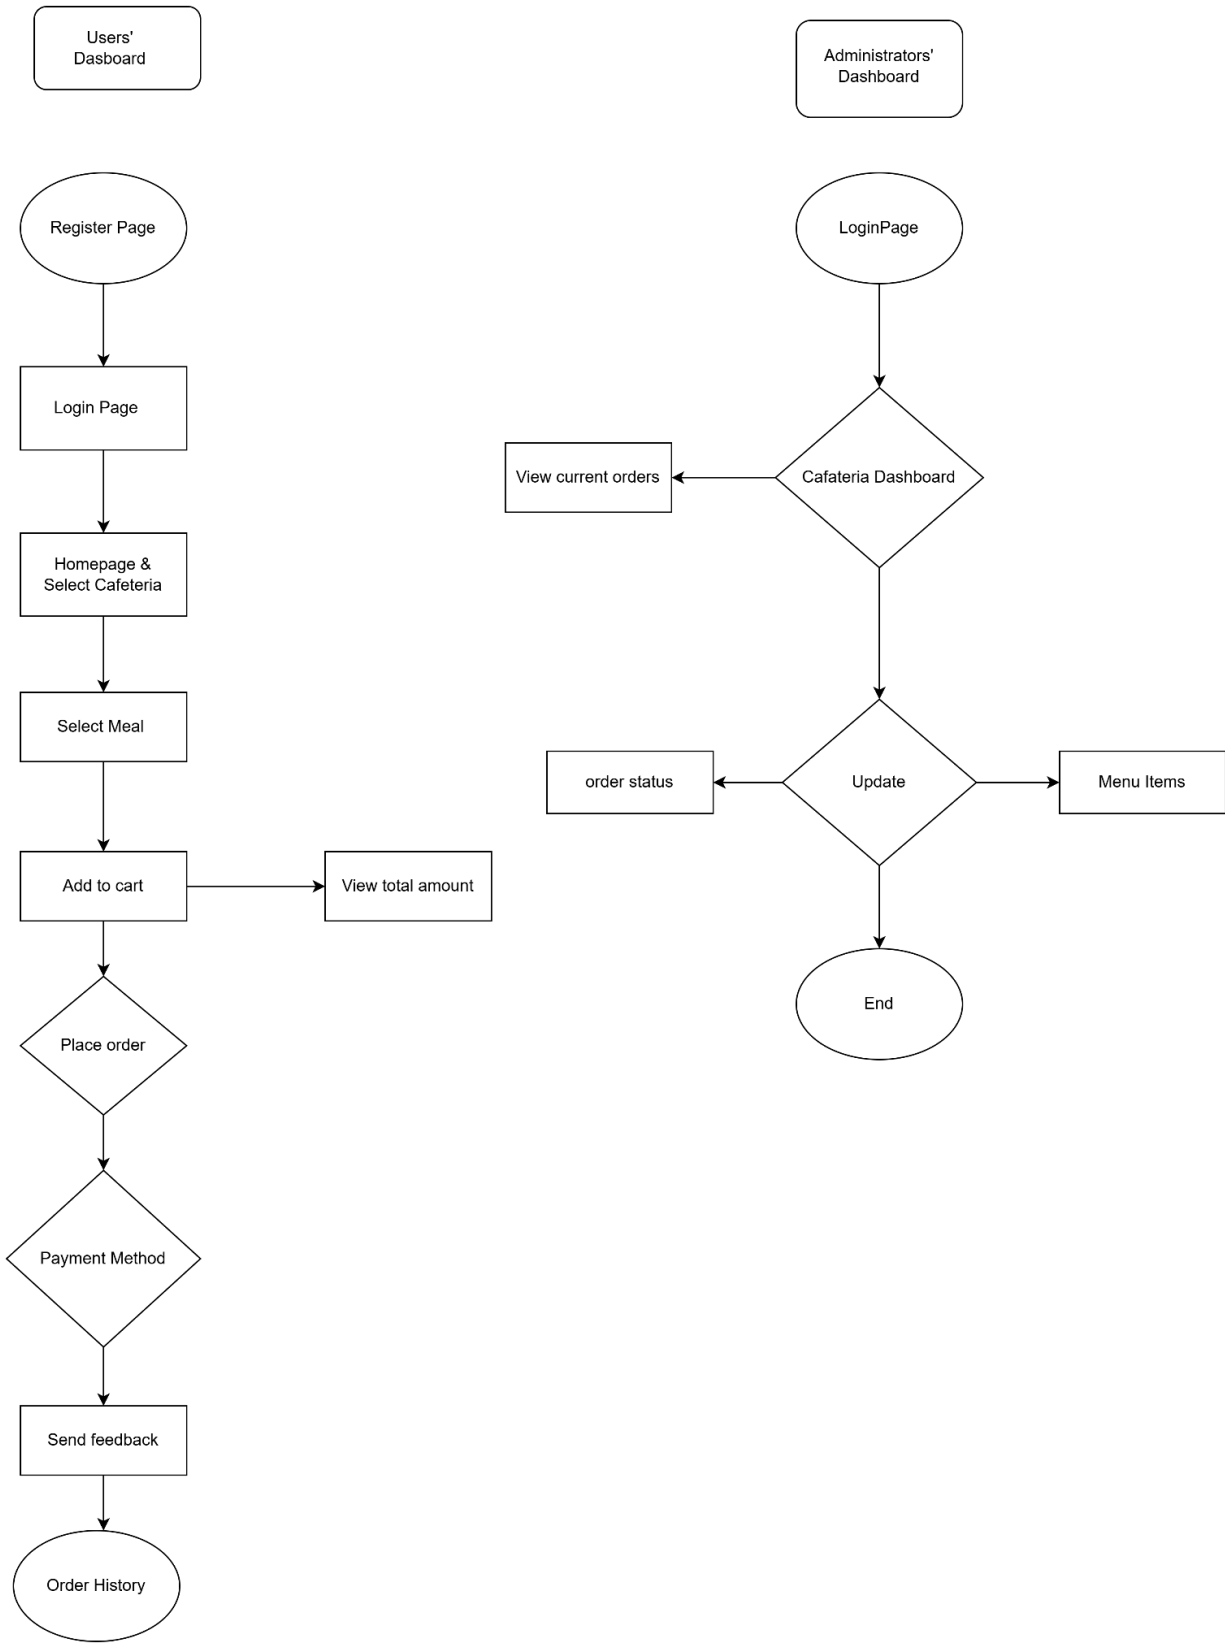 Users'
Dasboard
Administrators'
Dashboard
Register Page
LoginPage
Login Page
View current orders
Cafateria Dashboard
Homepage &
Select Cafeteria
Select Meal
order status
Update
Menu Items
Add to cart
View total amount
End
Place order
Payment Method
Send feedback
Order History